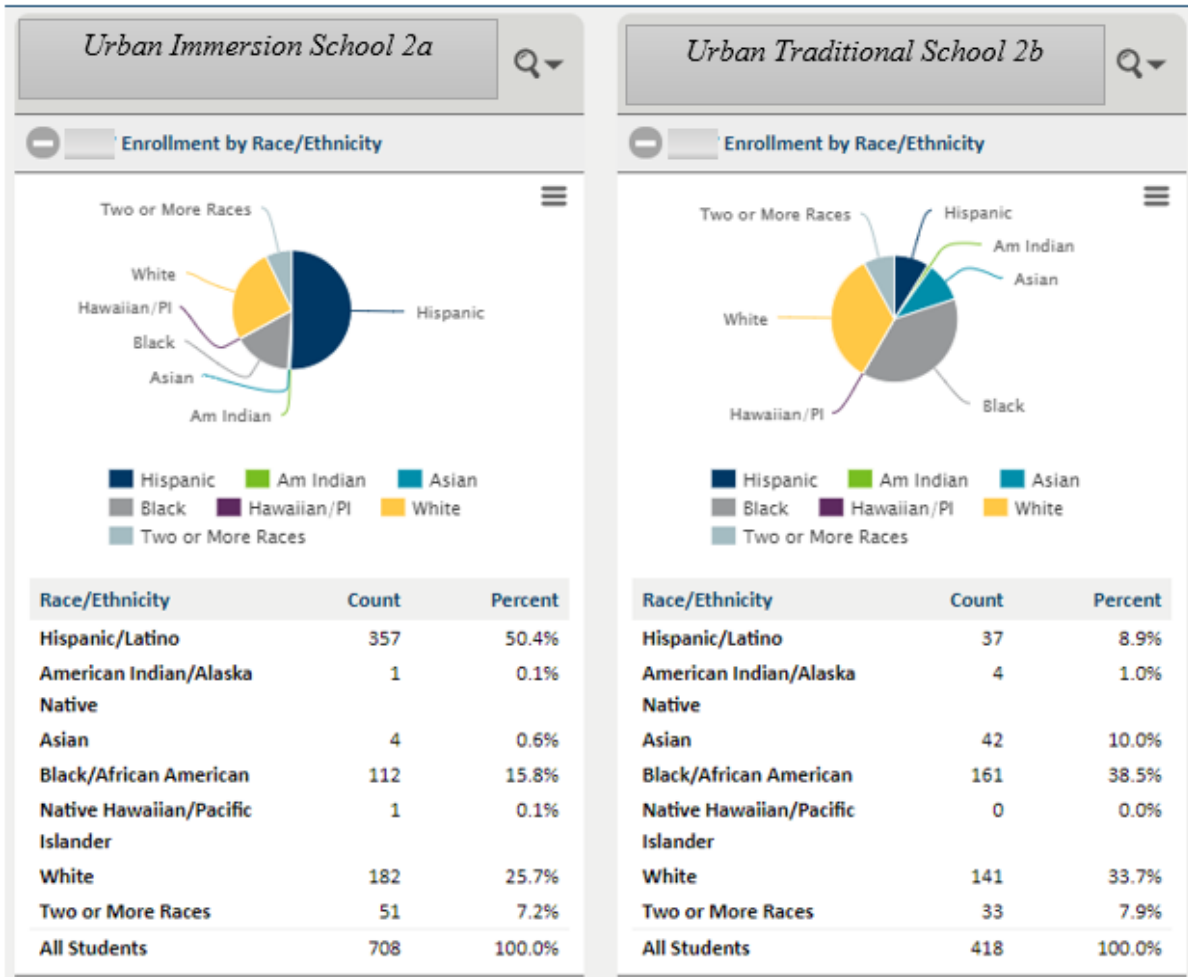 Urban Immersion School 2a
Enrollment by Race/Ethnicity
Two or More Races
White
Hawaiian/PI
Black
Asian
Am Indian
Hispanic
Hispanic Am Indian Asian
Black Hawaiian/PI White
Two or More Races
Race/Ethnicity Count Percent
Hispanic/Latino 357 50.4%
American Indian/Alaska 1 0.1%
Native
Asian 4 0.6%
Black/African American 112 15.8%
Native Hawaiian/Pacific 1 0.1%
Islander
White 182 25.7%
Two or More Races 51 7.2%
All Students 708 100.0%
Urban Traditional School 2b
Enrollment by Race/Ethnicity
Two or More Races
Hispanic
Am Indian
Asian
White
Black
Hawaiian/PI
Hispanic Am Indian Asian
Black Hawaiian/PI White
Two or More Races
Race/Ethnicity Count Percent
Hispanic/Latino 37 8.9%
American Indian/Alaska 4 1.0%
Native
Asian 42 10.0%
Black/African American 161 38.5%
Native Hawaiian/Pacific 0 0.0%
Islander
White 141 33.7%
Two or More Races 33 7.9%
All Students 418 100.0%